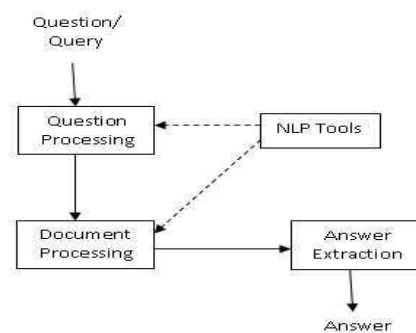 Question/
Query
Question
Processing
NLP Tools
Document
Processing
Answer
Extraction
Answer